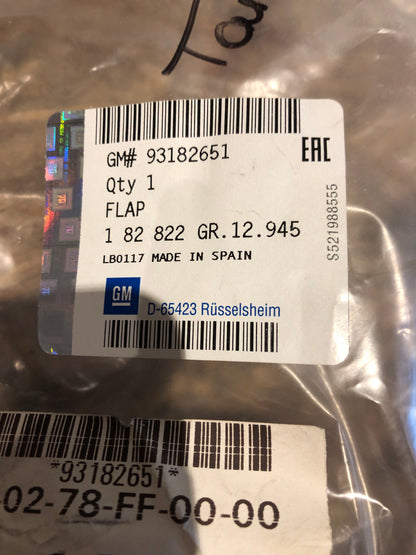 Tau
GM# 93182651
EAC
Qty 1
FLAP
1 82 822 GR.12.945
LB0117 MADE IN SPAIN
S521988555
GM
D-65423 Rüsselsheim
*93182651*
-02-78-FF-00-00